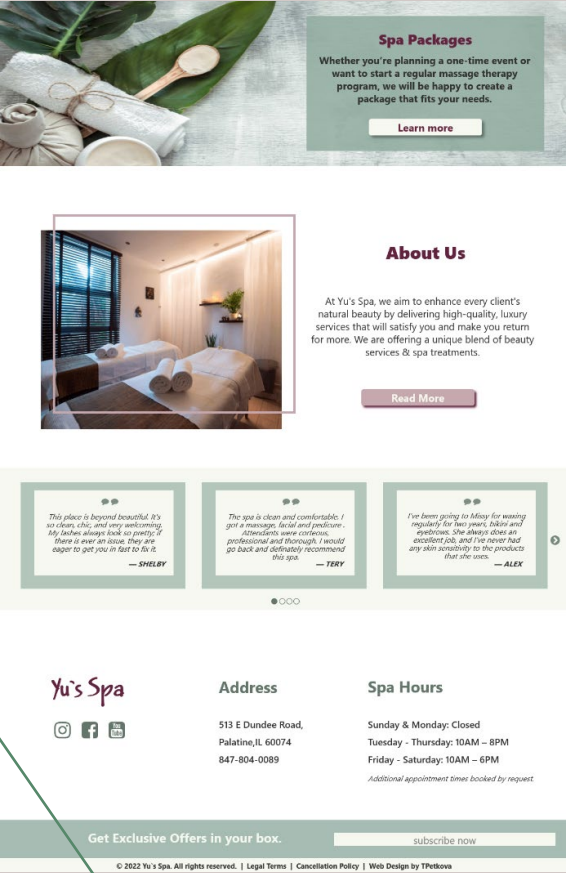 Spa Packages
Whether you're planning a one-time event or
want to start a regular massage therapy
program, we will be happy to create a
package that fits your needs.
Learn more
About Us
At Yu's Spa, we aim to enhance every client's
natural beauty by delivering high-quality, luxury
services that will satisfy you and make you return
for more. We are offering a unique blend of beauty
services & spa treatments.
Read More
This place is beyond beautiful. It's
so clean, chic, and very welcoming.
My lashes always look so pretty; if
there is ever an issue, they are
eager to get you in fast to fix it.
— SHELBY
The spa is clean and comfortable. I
got a massage, facial and pedicure .
Attendants were corteous,
professional and thorough. I would
go back and definately recommend
this spa.
— TERY
I've been going to Missy for waxing
regularly for two years, bikini and
eyebrows. She always does an
excellent job, and I've never had
any skin sensitivity to the products
that she uses.
— ALEX
Yu's Spa
You Tube
Address
513 E Dundee Road,
Palatine,IL 60074
847-804-0089
Spa Hours
Sunday & Monday: Closed
Tuesday - Thursday: 10AM – 8PM
Friday - Saturday: 10AM – 6PM
Additional appointment times booked by request.
Get Exclusive Offers in your box.
subscribe now
© 2022 Yu's Spa. All rights reserved. | Legal Terms | Cancellation Policy | Web Design by TPetkova